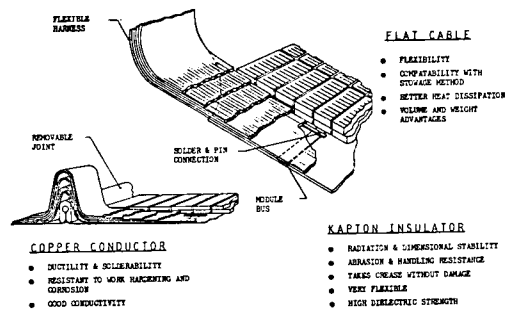 FLEXIBLE
HARNESS
FLAT CABLE
• FLEXIBILITY
• COMPATABILITY WITH
STOWAGE METHOD
• BETTER HEAT DISSIPATION
• VOLUME AND WEIGHT
ADVANTAGES
REMOVABLE
JOINT
SOLDER & PIN
CONNECTION
MODULE
BUS
COPPER CONDUCTOR
• DUCTILITY & SOLDERABILITY
• RESISTANT TO WORK HARDENING AND
CORROSION
• GOOD CONDUCTIVITY
KAPTON INSULATOR
• RADIATION & DIMENSIONAL STABILITY
• ABRASION & HANDLING RESISTANCE
• TAKES CREASE WITHOUT DAMAGE
• VERY FLEXIBLE
• HIGH DIELECTRIC STRENGTH